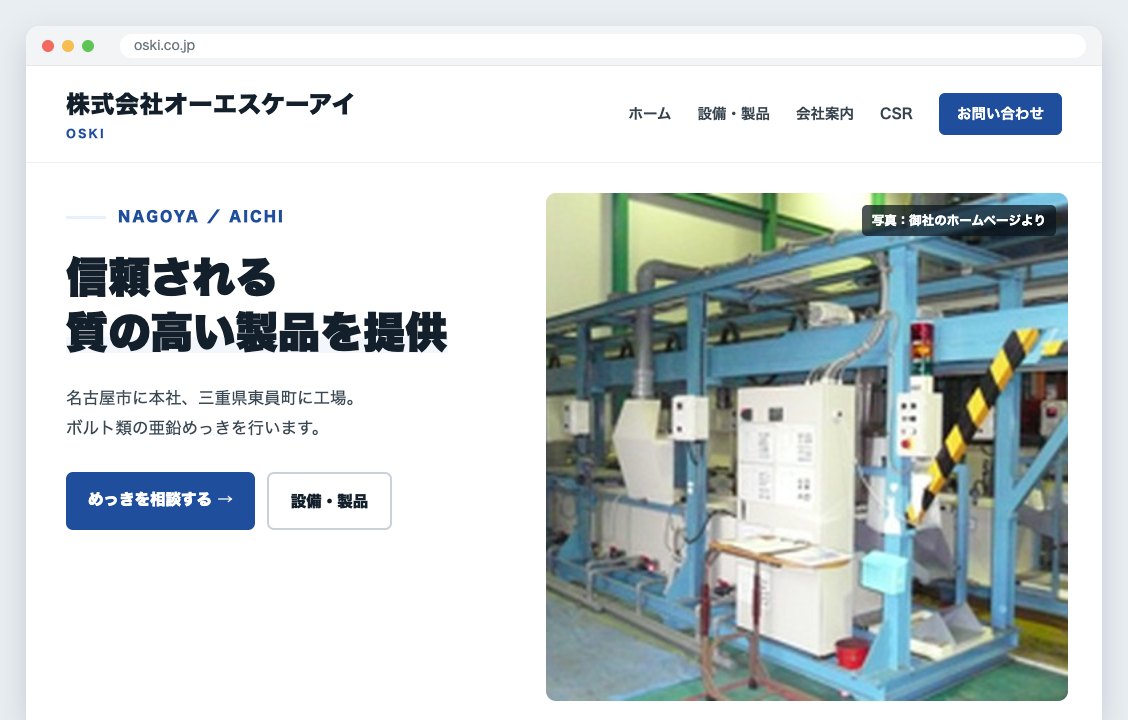 oski.co.jp
株式会社オーエスケーアイ
OSKI
ホーム
設備・製品
会社案内
CSR
お問い合わせ
NAGOYA ／ AICHI
信頼される
質の高い製品を提供
名古屋市に本社、三重県東員町に工場。
ボルト類の亜鉛めっきを行います。
めっきを相談する →
設備・製品
写真：御社のホームページより